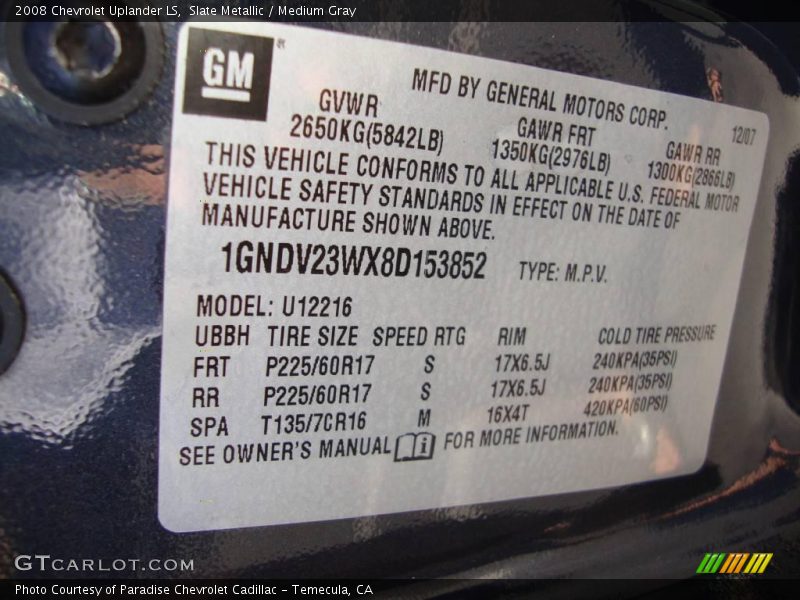 2008 Chevrolet Uplander LS, Slate Metallic / Medium Gray
GM
MFD BY GENERAL MOTORS CORP.
12/07
GVWR GAWR FRT GAWR RR
2650KG(5842LB) 1350KG(2976LB) 1300KG(2866LB)
THIS VEHICLE CONFORMS TO ALL APPLICABLE U.S. FEDERAL MOTOR
VEHICLE SAFETY STANDARDS IN EFFECT ON THE DATE OF
MANUFACTURE SHOWN ABOVE.
1GNDV23WX8D153852 TYPE: M.P.V.
MODEL: U12216
UBBH TIRE SIZE SPEED RTG RIM COLD TIRE PRESSURE
FRT P225/60R17 S 17X6.5J 240KPA(35PSI)
RR P225/60R17 S 17X6.5J 240KPA(35PSI)
SPA T135/7CR16 M 16X4T 420KPA(60PSI)
SEE OWNER'S MANUAL i FOR MORE INFORMATION.
GTCARLOT.COM
Photo Courtesy of Paradise Chevrolet Cadillac - Temecula, CA